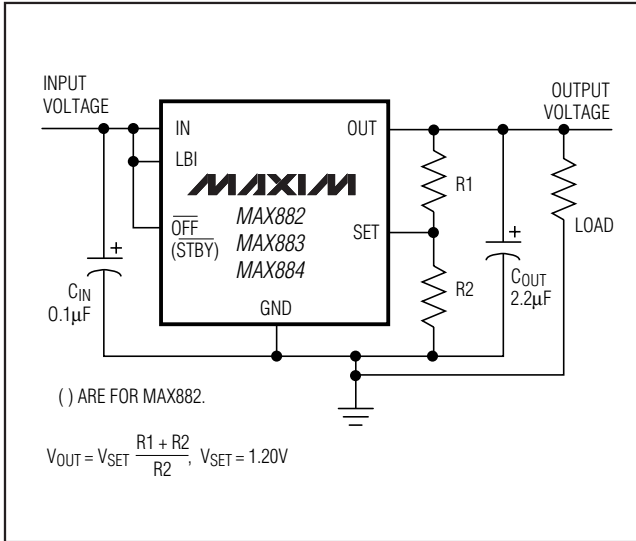 INPUT
VOLTAGE
OUTPUT
VOLTAGE
IN
OUT
LBI
MAXIM
R1
MAX882
OFF
(STBY)
MAX883
SET
LOAD
MAX884
CIN
0.1µF
R2
COUT
2.2µF
GND
( ) ARE FOR MAX882.
VOUT = VSET (R1 + R2) / R2, VSET = 1.20V